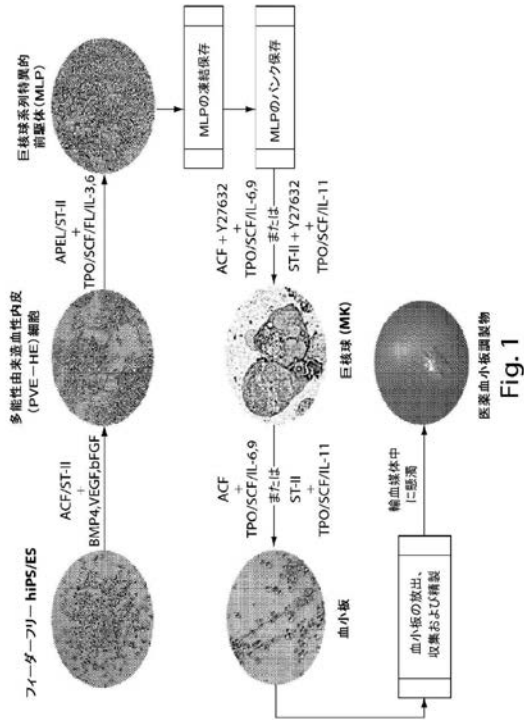 フィーダーフリー hiPS/ES
ACF/ST-II
+
BMP4,VEGF,bFGF
多能性由来造血性内皮
(PVE－HE)細胞
APEL/ST-II
+
TPO/SCF/FL/IL-3,6
巨核球系列特異的
前駆体(MLP)
MLPの凍結保存
MLPのバンク保存
ACF + Y27632
+
TPO/SCF/IL-6,9
または
ST-II + Y27632
+
TPO/SCF/IL-11
巨核球 (MK)
ACF
+
TPO/SCF/IL-6,9
または
ST-II
+
TPO/SCF/IL-11
血小板
血小板の放出、
収集および精製
輸血媒体中
に懸濁
医薬血小板調製物
Fig. 1